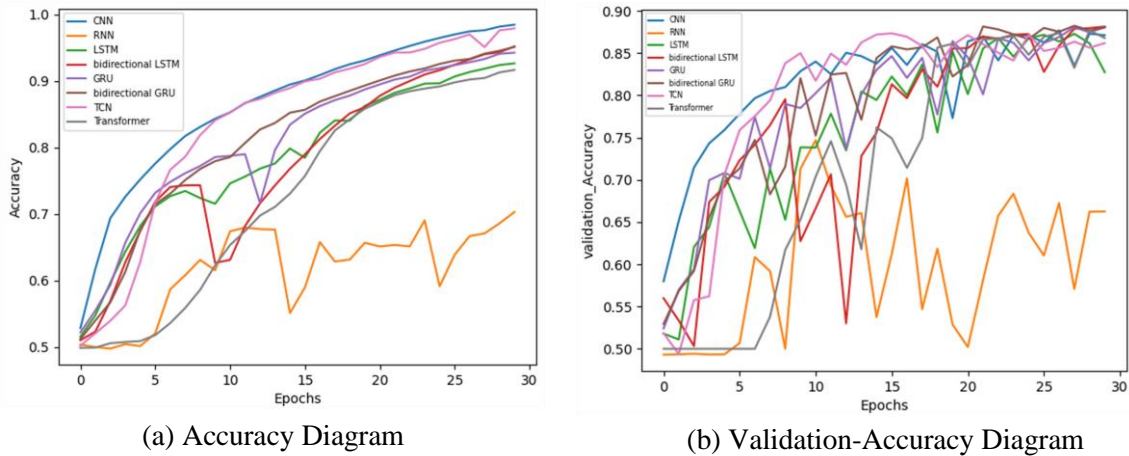 1.0
0.9
0.8
0.7
0.6
0.5
Accuracy
CNN
RNN
LSTM
bidirectional LSTM
GRU
bidirectional GRU
TCN
Transformer
0 5 10 15 20 25 30
Epochs
(a) Accuracy Diagram
0.90
0.85
0.80
0.75
0.70
0.65
0.60
0.55
0.50
validation_Accuracy
CNN
RNN
LSTM
bidirectional LSTM
GRU
bidirectional GRU
TCN
Transformer
0 5 10 15 20 25 30
Epochs
(b) Validation-Accuracy Diagram